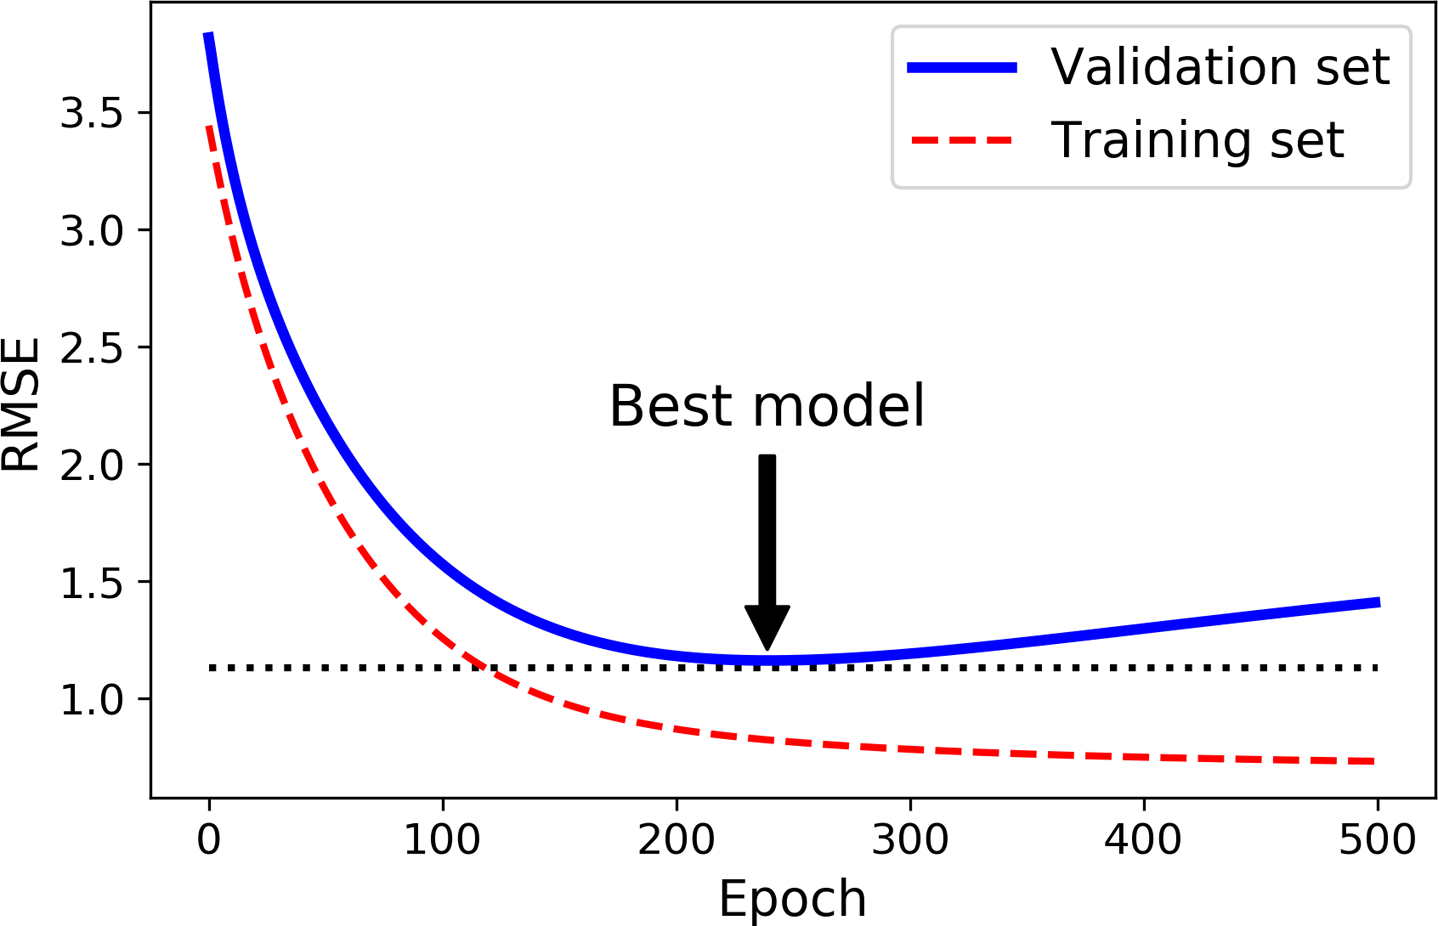 Validation set
Training set
Best model
RMSE
3.5
3.0
2.5
2.0
1.5
1.0
0 100 200 300 400 500
Epoch